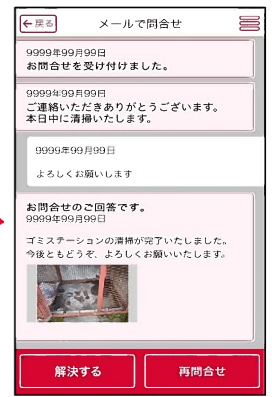 ←戻る
メールで問合せ
9999年99月99日
お問合せを受け付けました。
9999年99月99日
ご連絡いただきありがとうございます。
本日中に清掃いたします。
9999年99月99日
よろしくお願いします
お問合せのご回答です。
9999年99月99日
ゴミステーションの清掃が完了いたしました。
今後ともどうぞ、よろしくお願いいたします。
解決する
再問合せ